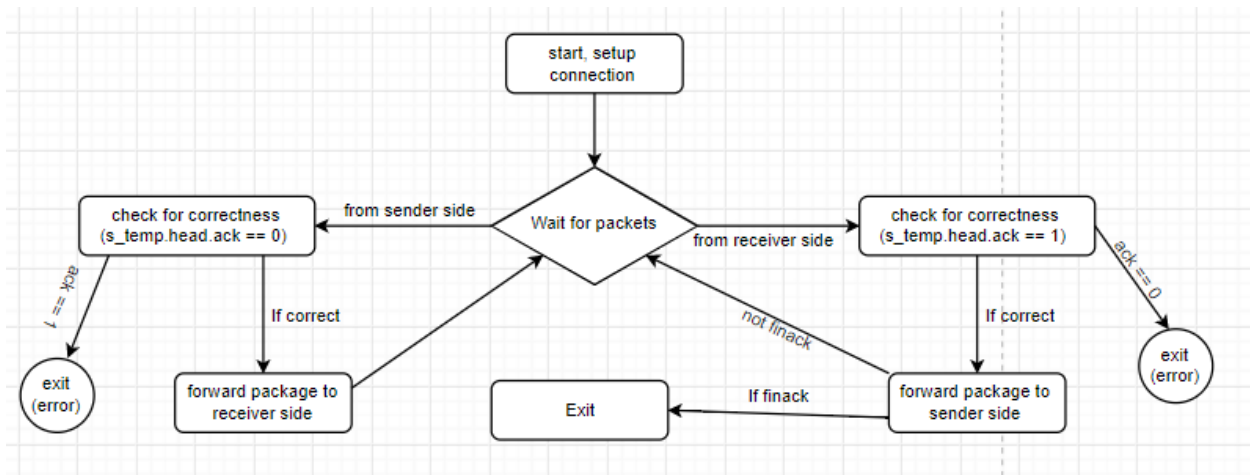 start, setup
connection
Wait for packets
from sender side
from receiver side
check for correctness
(s_temp.head.ack == 0)
check for correctness
(s_temp.head.ack == 1)
ack == 1
If correct
not finack
If correct
ack == 0
exit
(error)
forward package to
receiver side
Exit
If finack
forward package to
sender side
exit
(error)